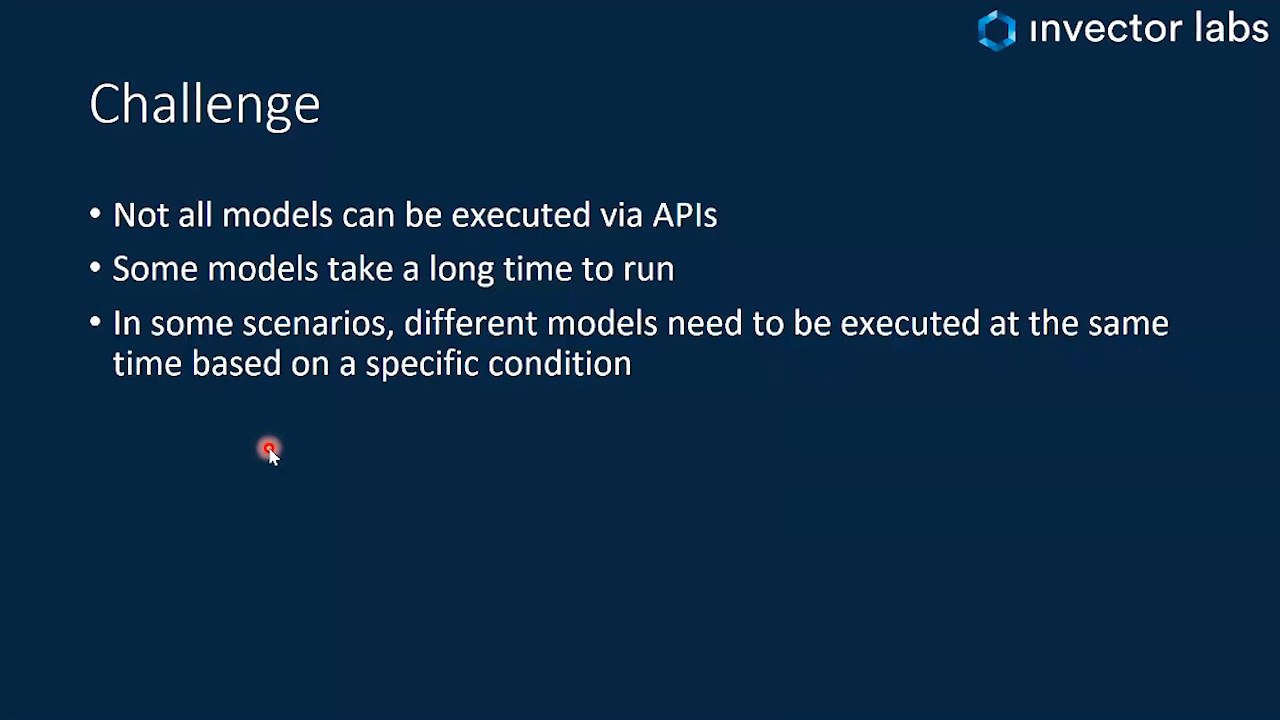 invector labs
Challenge
• Not all models can be executed via APIs
• Some models take a long time to run
• In some scenarios, different models need to be executed at the same
time based on a specific condition